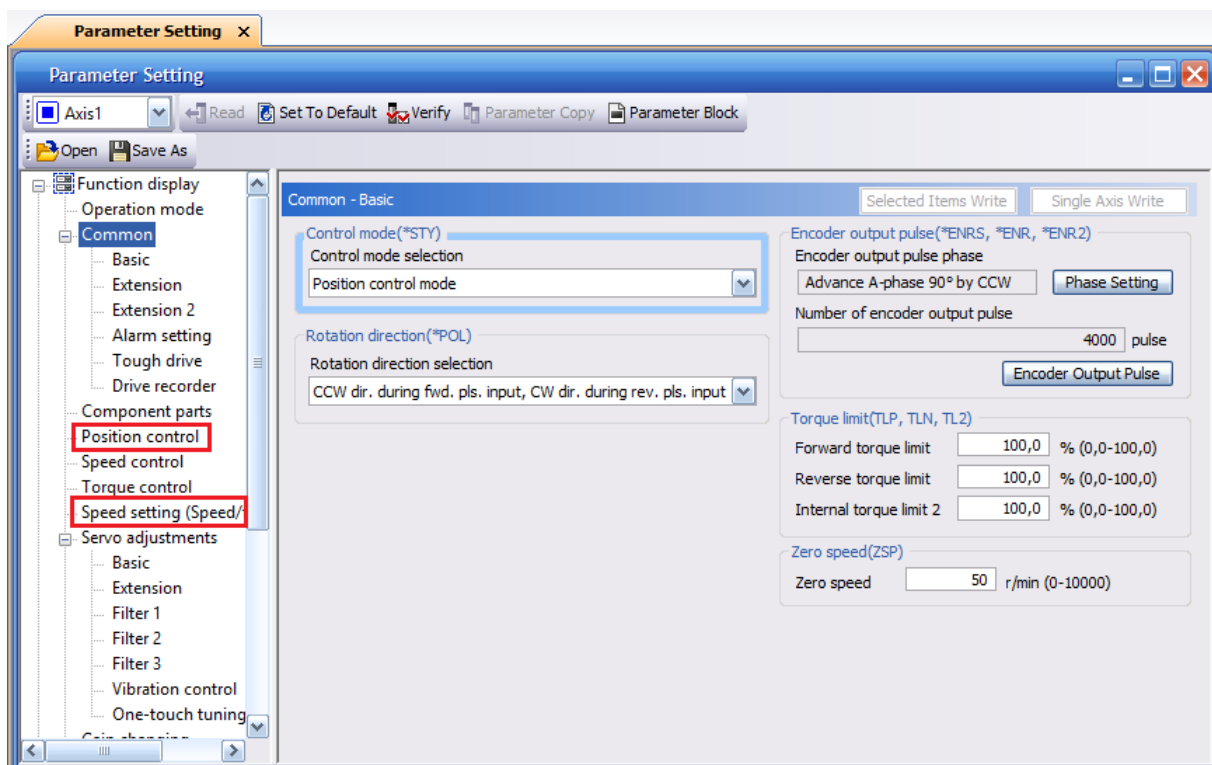 Parameter Setting X
Parameter Setting
Axis1 Read Set To Default Verify Parameter Copy Parameter Block
Open Save As
Function display
Operation mode
Common
Basic
Extension
Extension 2
Alarm setting
Tough drive
Drive recorder
Component parts
Position control
Speed control
Torque control
Speed setting (Speed/
Servo adjustments
Basic
Extension
Filter 1
Filter 2
Filter 3
Vibration control
One-touch tuning
Common - Basic
Selected Items Write Single Axis Write
Control mode(*STY)
Control mode selection
Position control mode
Rotation direction(*POL)
Rotation direction selection
CCW dir. during fwd. pls. input, CW dir. during rev. pls. input
Encoder output pulse(*ENRS, *ENR, *ENR2)
Encoder output pulse phase
Advance A-phase 90° by CCW Phase Setting
Number of encoder output pulse
4000 pulse
Encoder Output Pulse
Torque limit(TLP, TLN, TL2)
Forward torque limit 100,0 % (0,0-100,0)
Reverse torque limit 100,0 % (0,0-100,0)
Internal torque limit 2 100,0 % (0,0-100,0)
Zero speed(ZSP)
Zero speed 50 r/min (0-10000)